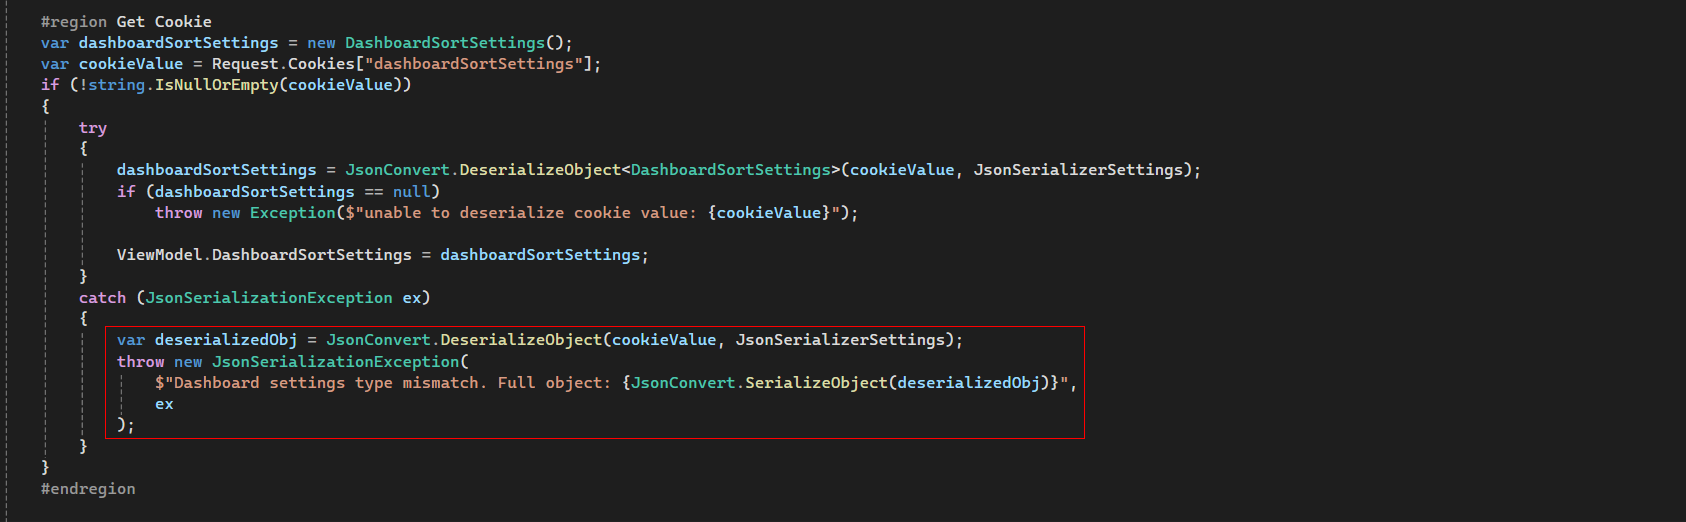 #region Get Cookie
var dashboardSortSettings = new DashboardSortSettings();
var cookieValue = Request.Cookies["dashboardSortSettings"];
if (!string.IsNullOrEmpty(cookieValue))
{
try
{
dashboardSortSettings = JsonConvert.DeserializeObject<DashboardSortSettings>(cookieValue, JsonSerializerSettings);
if (dashboardSortSettings == null)
throw new Exception($"unable to deserialize cookie value: {cookieValue}");
ViewModel.DashboardSortSettings = dashboardSortSettings;
}
catch (JsonSerializationException ex)
{
var deserializedObj = JsonConvert.DeserializeObject(cookieValue, JsonSerializerSettings);
throw new JsonSerializationException(
$"Dashboard settings type mismatch. Full object: {JsonConvert.SerializeObject(deserializedObj)}",
ex
);
}
}
#endregion